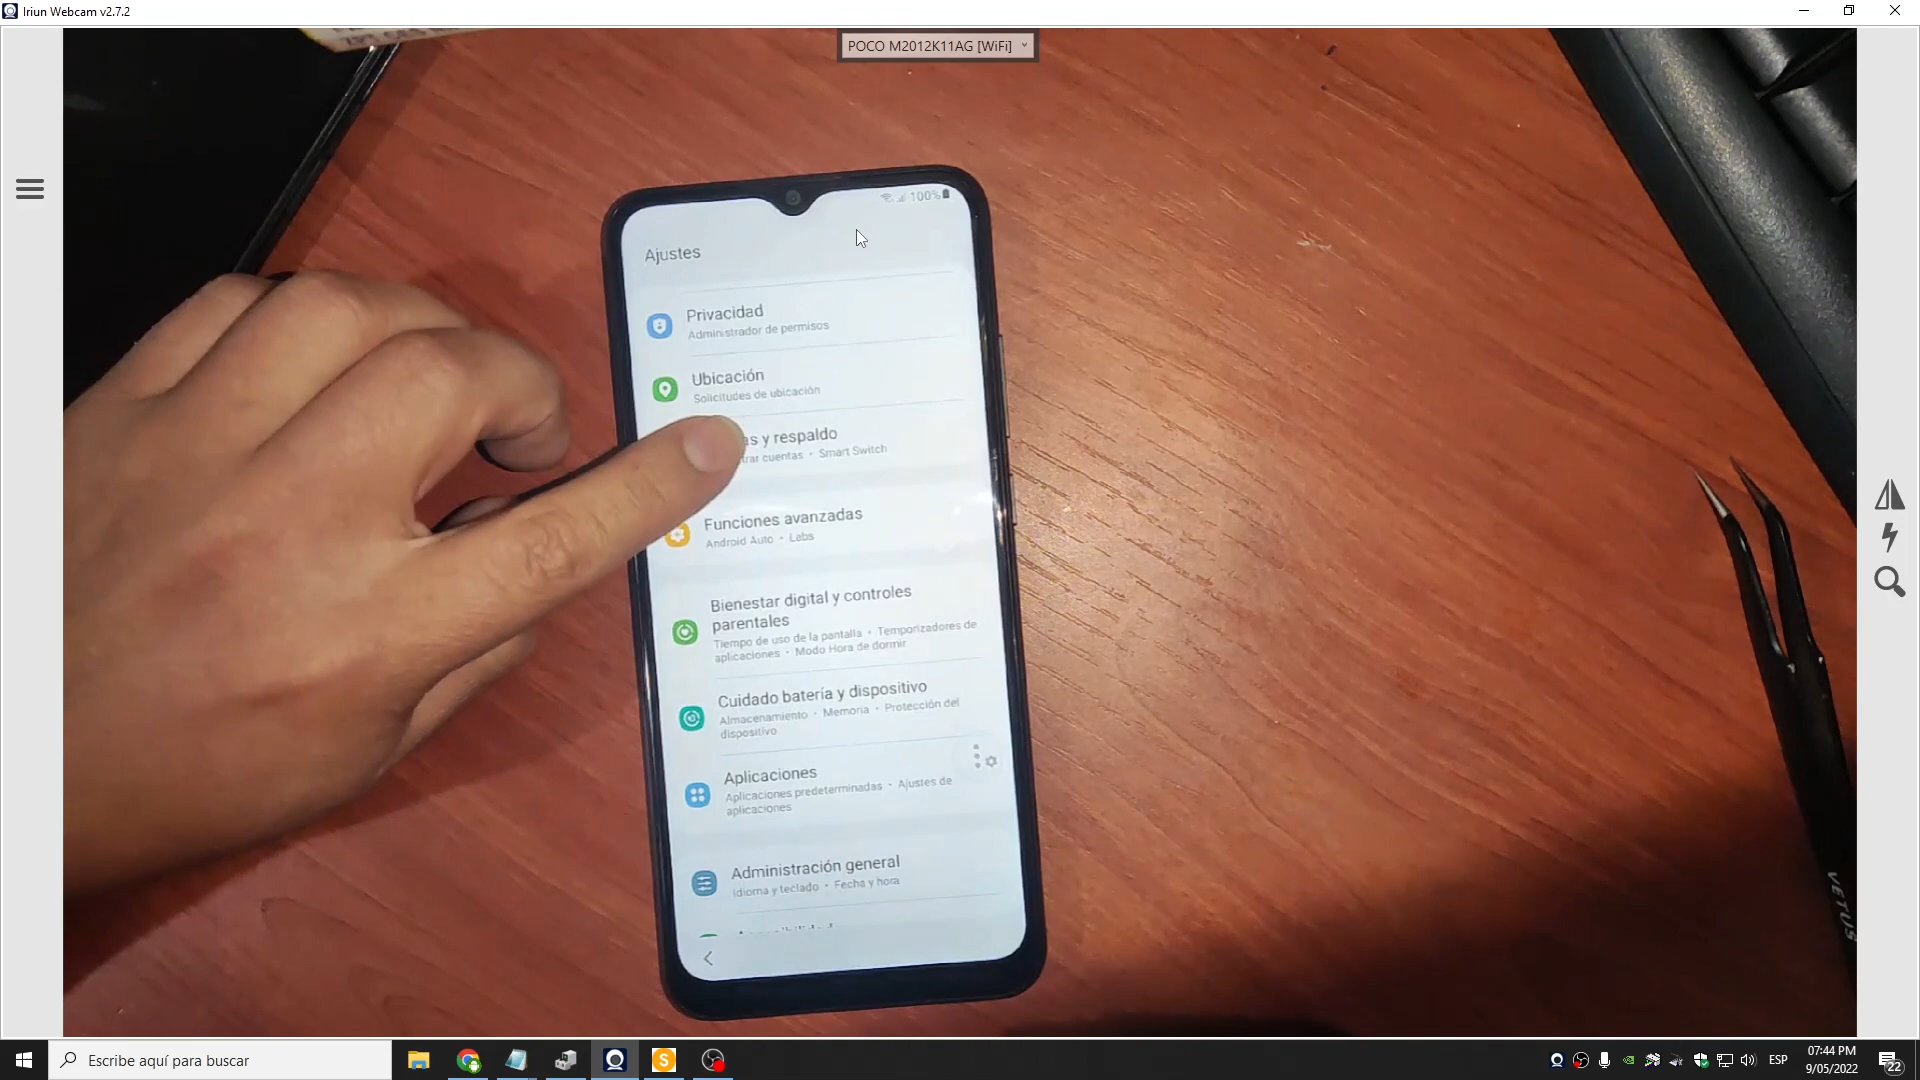 Iriun Webcam v2.7.2
POCO M2012K11AG [WiFi]
100%
Ajustes
Privacidad
Administrador de permisos
Ubicación
Solicitudes de ubicación
y respaldo
cuentas • Smart Switch
Funciones avanzadas
Android Auto • Labs
Bienestar digital y controles
parentales
Tiempo de uso de la pantalla • Temporizadores de
aplicaciones • Modo Hora de dormir
Cuidado batería y dispositivo
Almacenamiento • Memoria • Protección del
dispositivo
Aplicaciones
Aplicaciones predeterminadas • Ajustes de
aplicaciones
Administración general
Idioma y teclado • Fecha y hora
VETUS
Escribe aquí para buscar
ESP
07:44 PM
9/05/2022
22